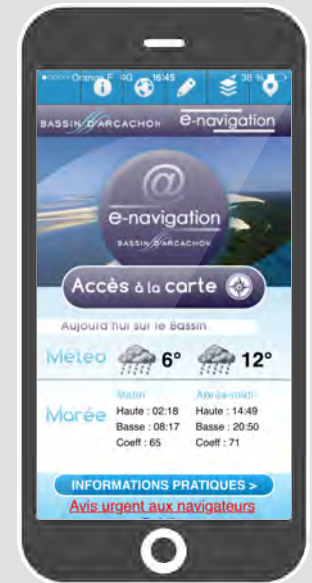 Orange F 4G 16:45 38 %
BASSIN D'ARCACHON e-navigation
@
e-navigation
BASSIN D'ARCACHON
Accès à la carte
Aujourd'hui sur le Bassin
Météo 6° 12°
Matin Après-midi
Marée Haute : 02:18 Haute : 14:49
Basse : 08:17 Basse : 20:50
Coeff : 65 Coeff : 71
INFORMATIONS PRATIQUES >
Avis urgent aux navigateurs